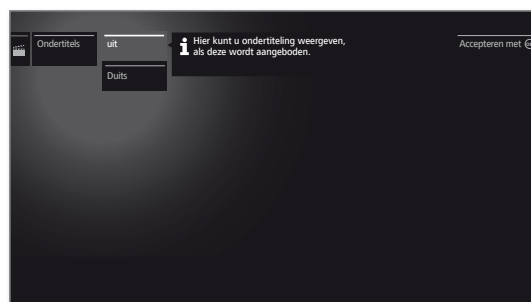 Ondertitels
uit
Hier kunt u ondertiteling weergeven,
als deze wordt aangeboden.
Accepteren met
Duits